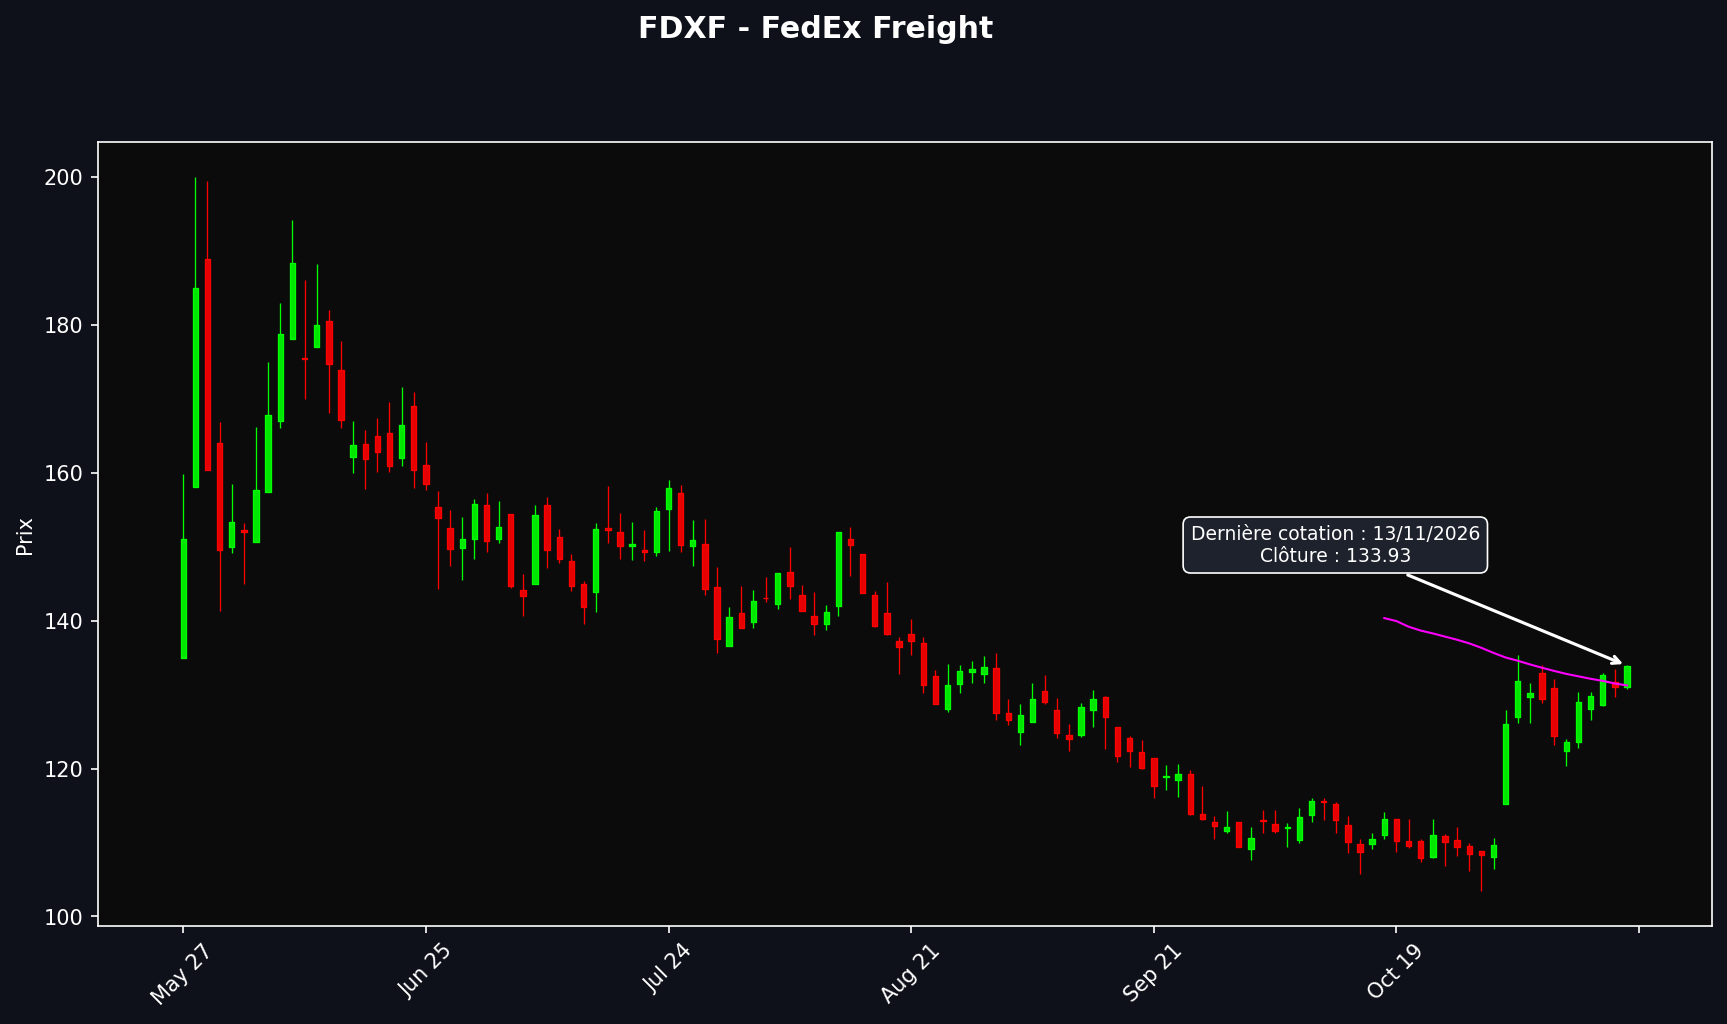 FDXF - FedEx Freight
Prix
200
180
160
140
120
100
Dernière cotation : 13/11/2026
Clôture : 133.93
May 27
Jun 25
Jul 24
Aug 21
Sep 21
Oct 19